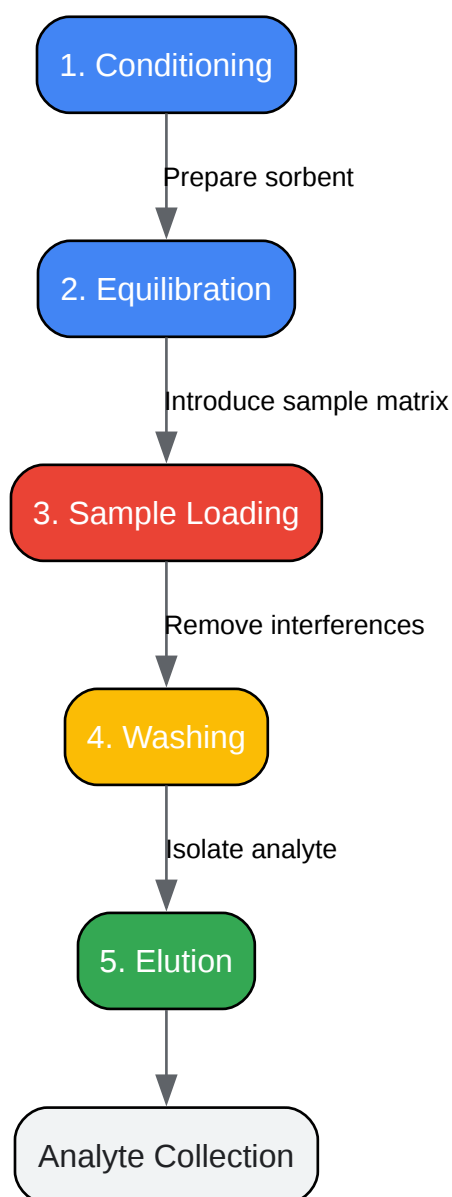 1. Conditioning
Prepare sorbent
2. Equilibration
Introduce sample matrix
3. Sample Loading
Remove interferences
4. Washing
Isolate analyte
5. Elution
Analyte Collection